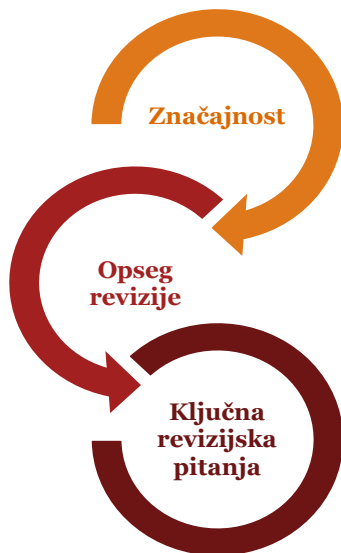 Značajnost
Opseg
revizije
Ključna
revizijska
pitanja